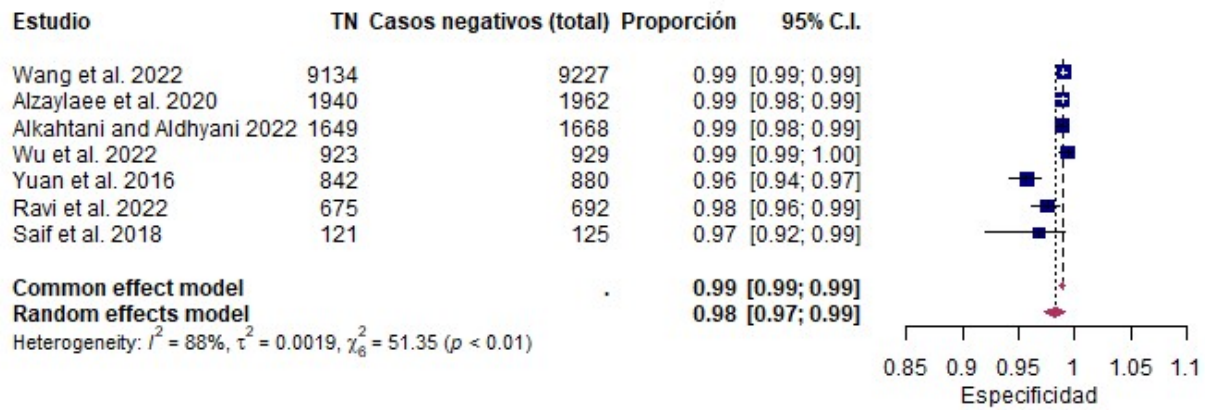 Estudio TN Casos negativos (total) Proporción 95% C.I.
Wang et al. 2022 9134 9227 0.99 [0.99; 0.99]
Alzaylaee et al. 2020 1940 1962 0.99 [0.98; 0.99]
Alkahtani and Aldhyani 2022 1649 1668 0.99 [0.98; 0.99]
Wu et al. 2022 923 929 0.99 [0.99; 1.00]
Yuan et al. 2016 842 880 0.96 [0.94; 0.97]
Ravi et al. 2022 675 692 0.98 [0.96; 0.99]
Saif et al. 2018 121 125 0.97 [0.92; 0.99]
Common effect model . 0.99 [0.99; 0.99]
Random effects model 0.98 [0.97; 0.99]
Heterogeneity: I² = 88%, τ² = 0.0019, χ²₆ = 51.35 (p < 0.01)
0.85 0.9 0.95 1 1.05 1.1
Especificidad